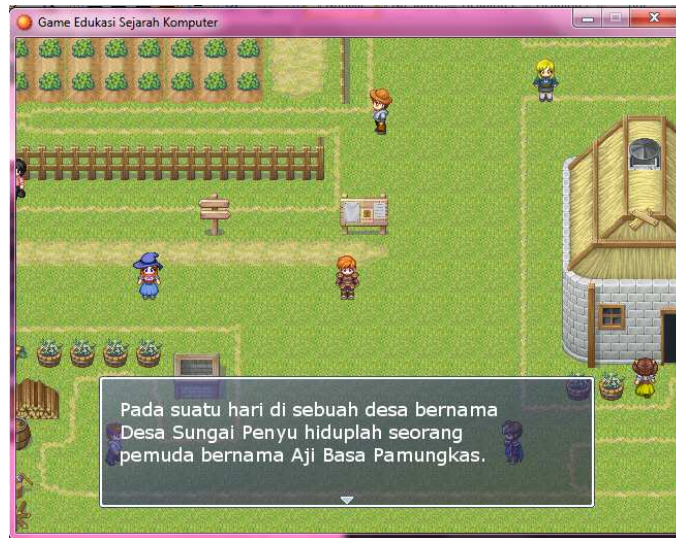 Game Edukasi Sejarah Komputer
Pada suatu hari di sebuah desa bernama
Desa Sungai Penyu hiduplah seorang
pemuda bernama Aji Basa Pamungkas.